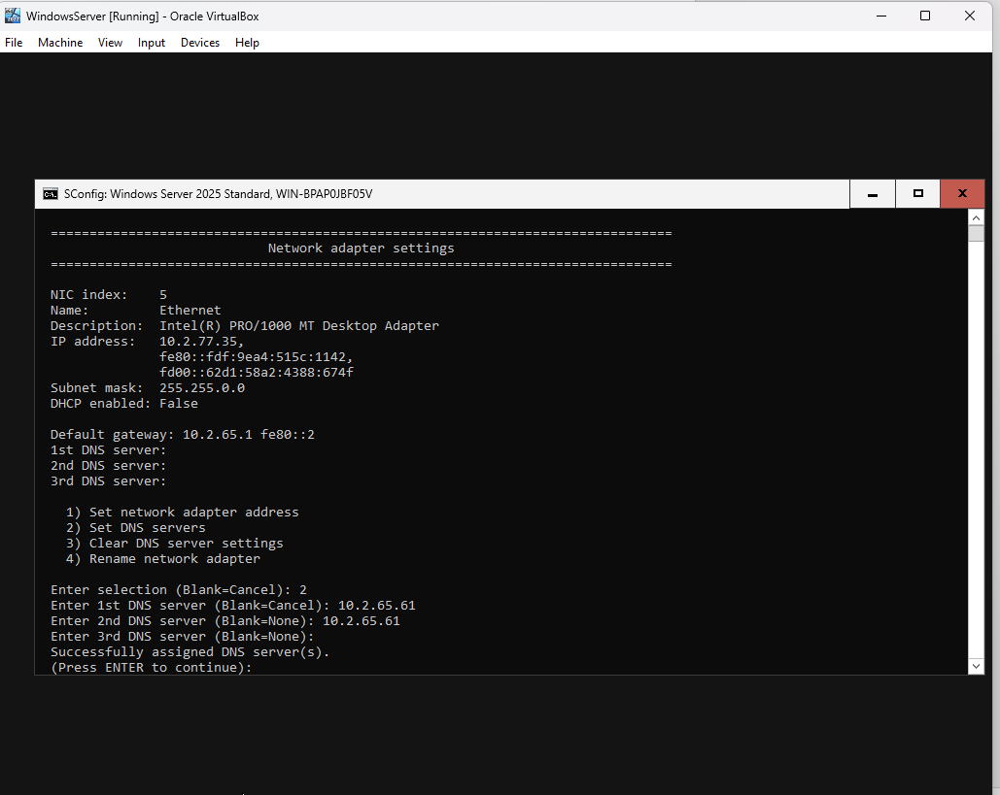 WindowsServer [Running] - Oracle VirtualBox
File Machine View Input Devices Help
SConfig: Windows Server 2025 Standard, WIN-BPAP0JBF05V
================================================================================
Network adapter settings
================================================================================
NIC index: 5
Name: Ethernet
Description: Intel(R) PRO/1000 MT Desktop Adapter
IP address: 10.2.77.35,
fe80::fdf:9ea4:515c:1142,
fd00::62d1:58a2:4388:674f
Subnet mask: 255.255.0.0
DHCP enabled: False
Default gateway: 10.2.65.1 fe80::2
1st DNS server:
2nd DNS server:
3rd DNS server:
1) Set network adapter address
2) Set DNS servers
3) Clear DNS server settings
4) Rename network adapter
Enter selection (Blank=Cancel): 2
Enter 1st DNS server (Blank=Cancel): 10.2.65.61
Enter 2nd DNS server (Blank=None): 10.2.65.61
Enter 3rd DNS server (Blank=None):
Successfully assigned DNS server(s).
(Press ENTER to continue):